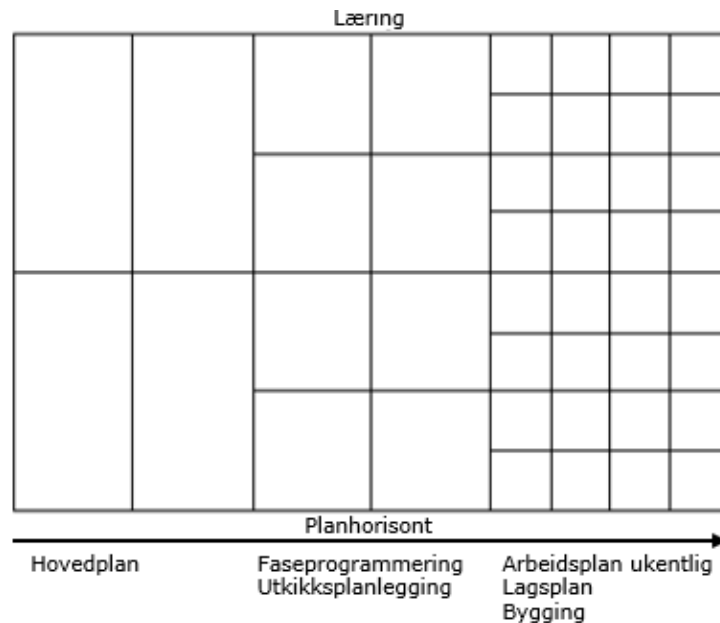 Læring
Planhorisont
Hovedplan
Faseprogrammering
Utkikksplanlegging
Arbeidsplan ukentlig
Lagsplan
Bygging